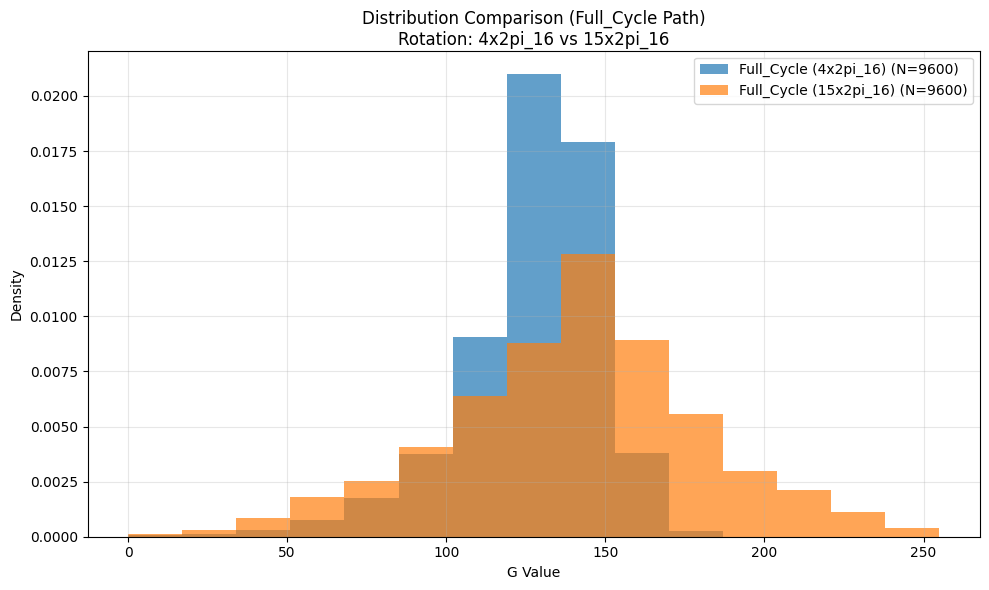 Distribution Comparison (Full_Cycle Path)
Rotation: 4x2pi_16 vs 15x2pi_16
Full_Cycle (4x2pi_16) (N=9600)
Full_Cycle (15x2pi_16) (N=9600)
0.0200
0.0175
0.0150
0.0125
0.0100
0.0075
0.0050
0.0025
0.0000
Density
0 50 100 150 200 250
G Value